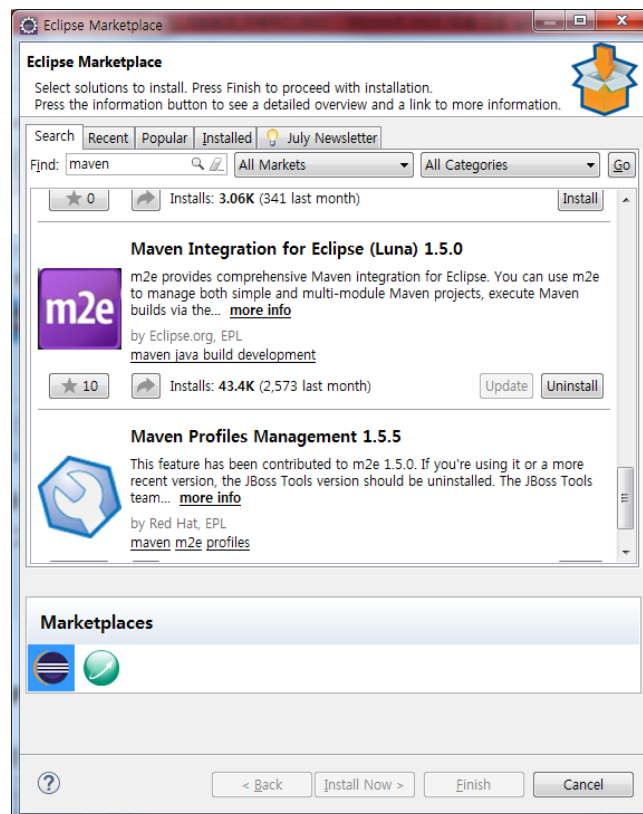 Eclipse Marketplace
Eclipse Marketplace
Select solutions to install. Press Finish to proceed with installation.
Press the information button to see a detailed overview and a link to more information.
Search Recent Popular Installed July Newsletter
Find: maven All Markets All Categories Go
0 Installs: 3.06K (341 last month) Install
Maven Integration for Eclipse (Luna) 1.5.0
m2e
m2e provides comprehensive Maven integration for Eclipse. You can use m2e
to manage both simple and multi-module Maven projects, execute Maven
builds via the... more info
by Eclipse.org, EPL
maven java build development
10 Installs: 43.4K (2,573 last month) Update Uninstall
Maven Profiles Management 1.5.5
This feature has been contributed to m2e 1.5.0. If you're using it or a more
recent version, the JBoss Tools version should be uninstalled. The JBoss Tools
team... more info
by Red Hat, EPL
maven m2e profiles
Marketplaces
? < Back Install Now > Finish Cancel